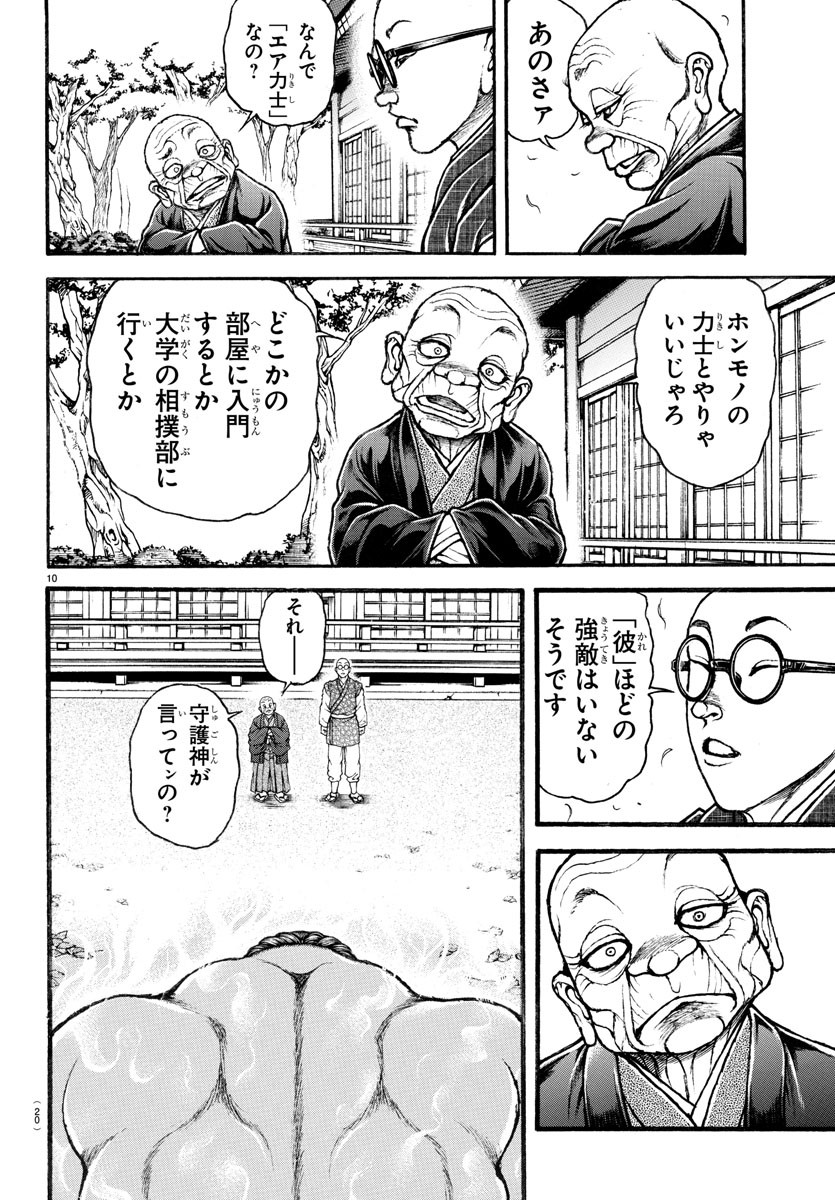 あのさァ
なんで
「エア力士」
なの?
ホンモノの
力士とやりゃ
いいじゃろ
どこかの
部屋に入門
するとか
大学の相撲部に
行くとか
「彼」ほどの
強敵はいない
そうです
それ──
守護神が
言ってンの?
10
(20)